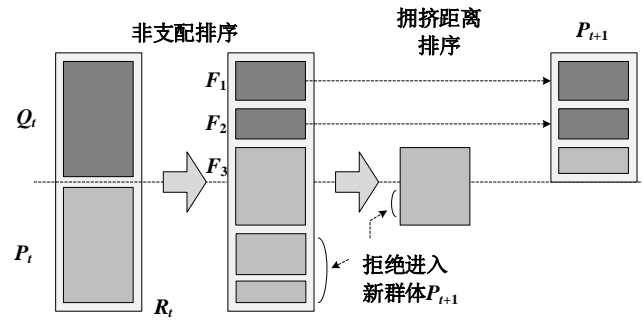 非支配排序
拥挤距离
排序
P_{t+1}
F_1
Q_t
F_2
F_3
P_t
R_t
拒绝进入
新群体P_{t+1}